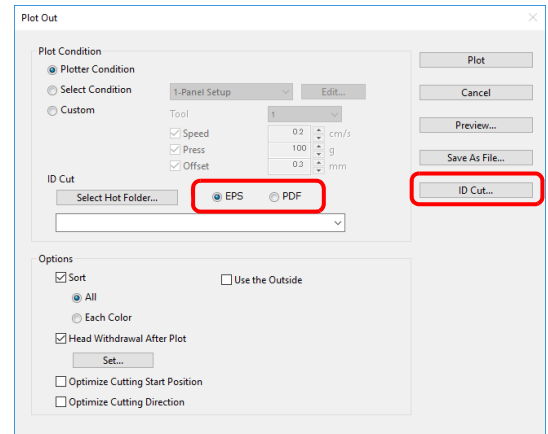 Plot Out
Plot Condition
Plotter Condition
Select Condition
1-Panel Setup
Edit...
Custom
Tool
1
Speed
0.2
cm/s
Press
100
g
Offset
0.3
mm
ID Cut
Select Hot Folder...
EPS
PDF
Plot
Cancel
Preview...
Save As File...
ID Cut...
Options
Sort
Use the Outside
All
Each Color
Head Withdrawal After Plot
Set...
Optimize Cutting Start Position
Optimize Cutting Direction